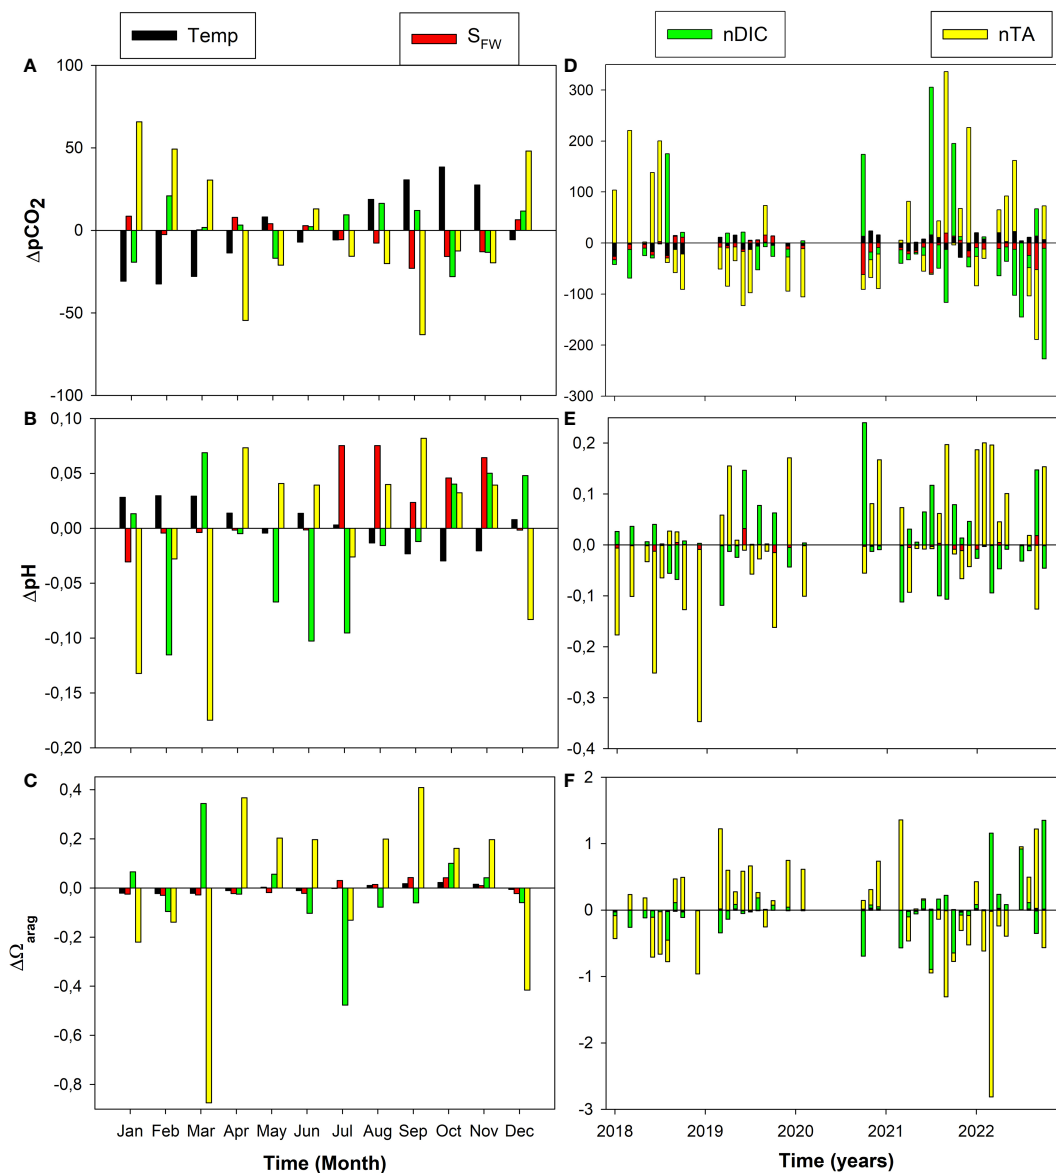 Temp
S_FW
nDIC
nTA
A
100
50
0
-50
-100
ΔpCO₂
B
0,10
0,05
0,00
-0,05
-0,10
-0,15
-0,20
ΔpH
C
0,4
0,2
0,0
-0,2
-0,4
-0,6
-0,8
ΔΩ_arag
Jan Feb Mar Apr May Jun Jul Aug Sep Oct Nov Dec
Time (Month)
D
300
200
100
0
-100
-200
-300
E
0,2
0,1
0,0
-0,1
-0,2
-0,3
-0,4
F
2
1
0
-1
-2
-3
2018 2019 2020 2021 2022
Time (years)